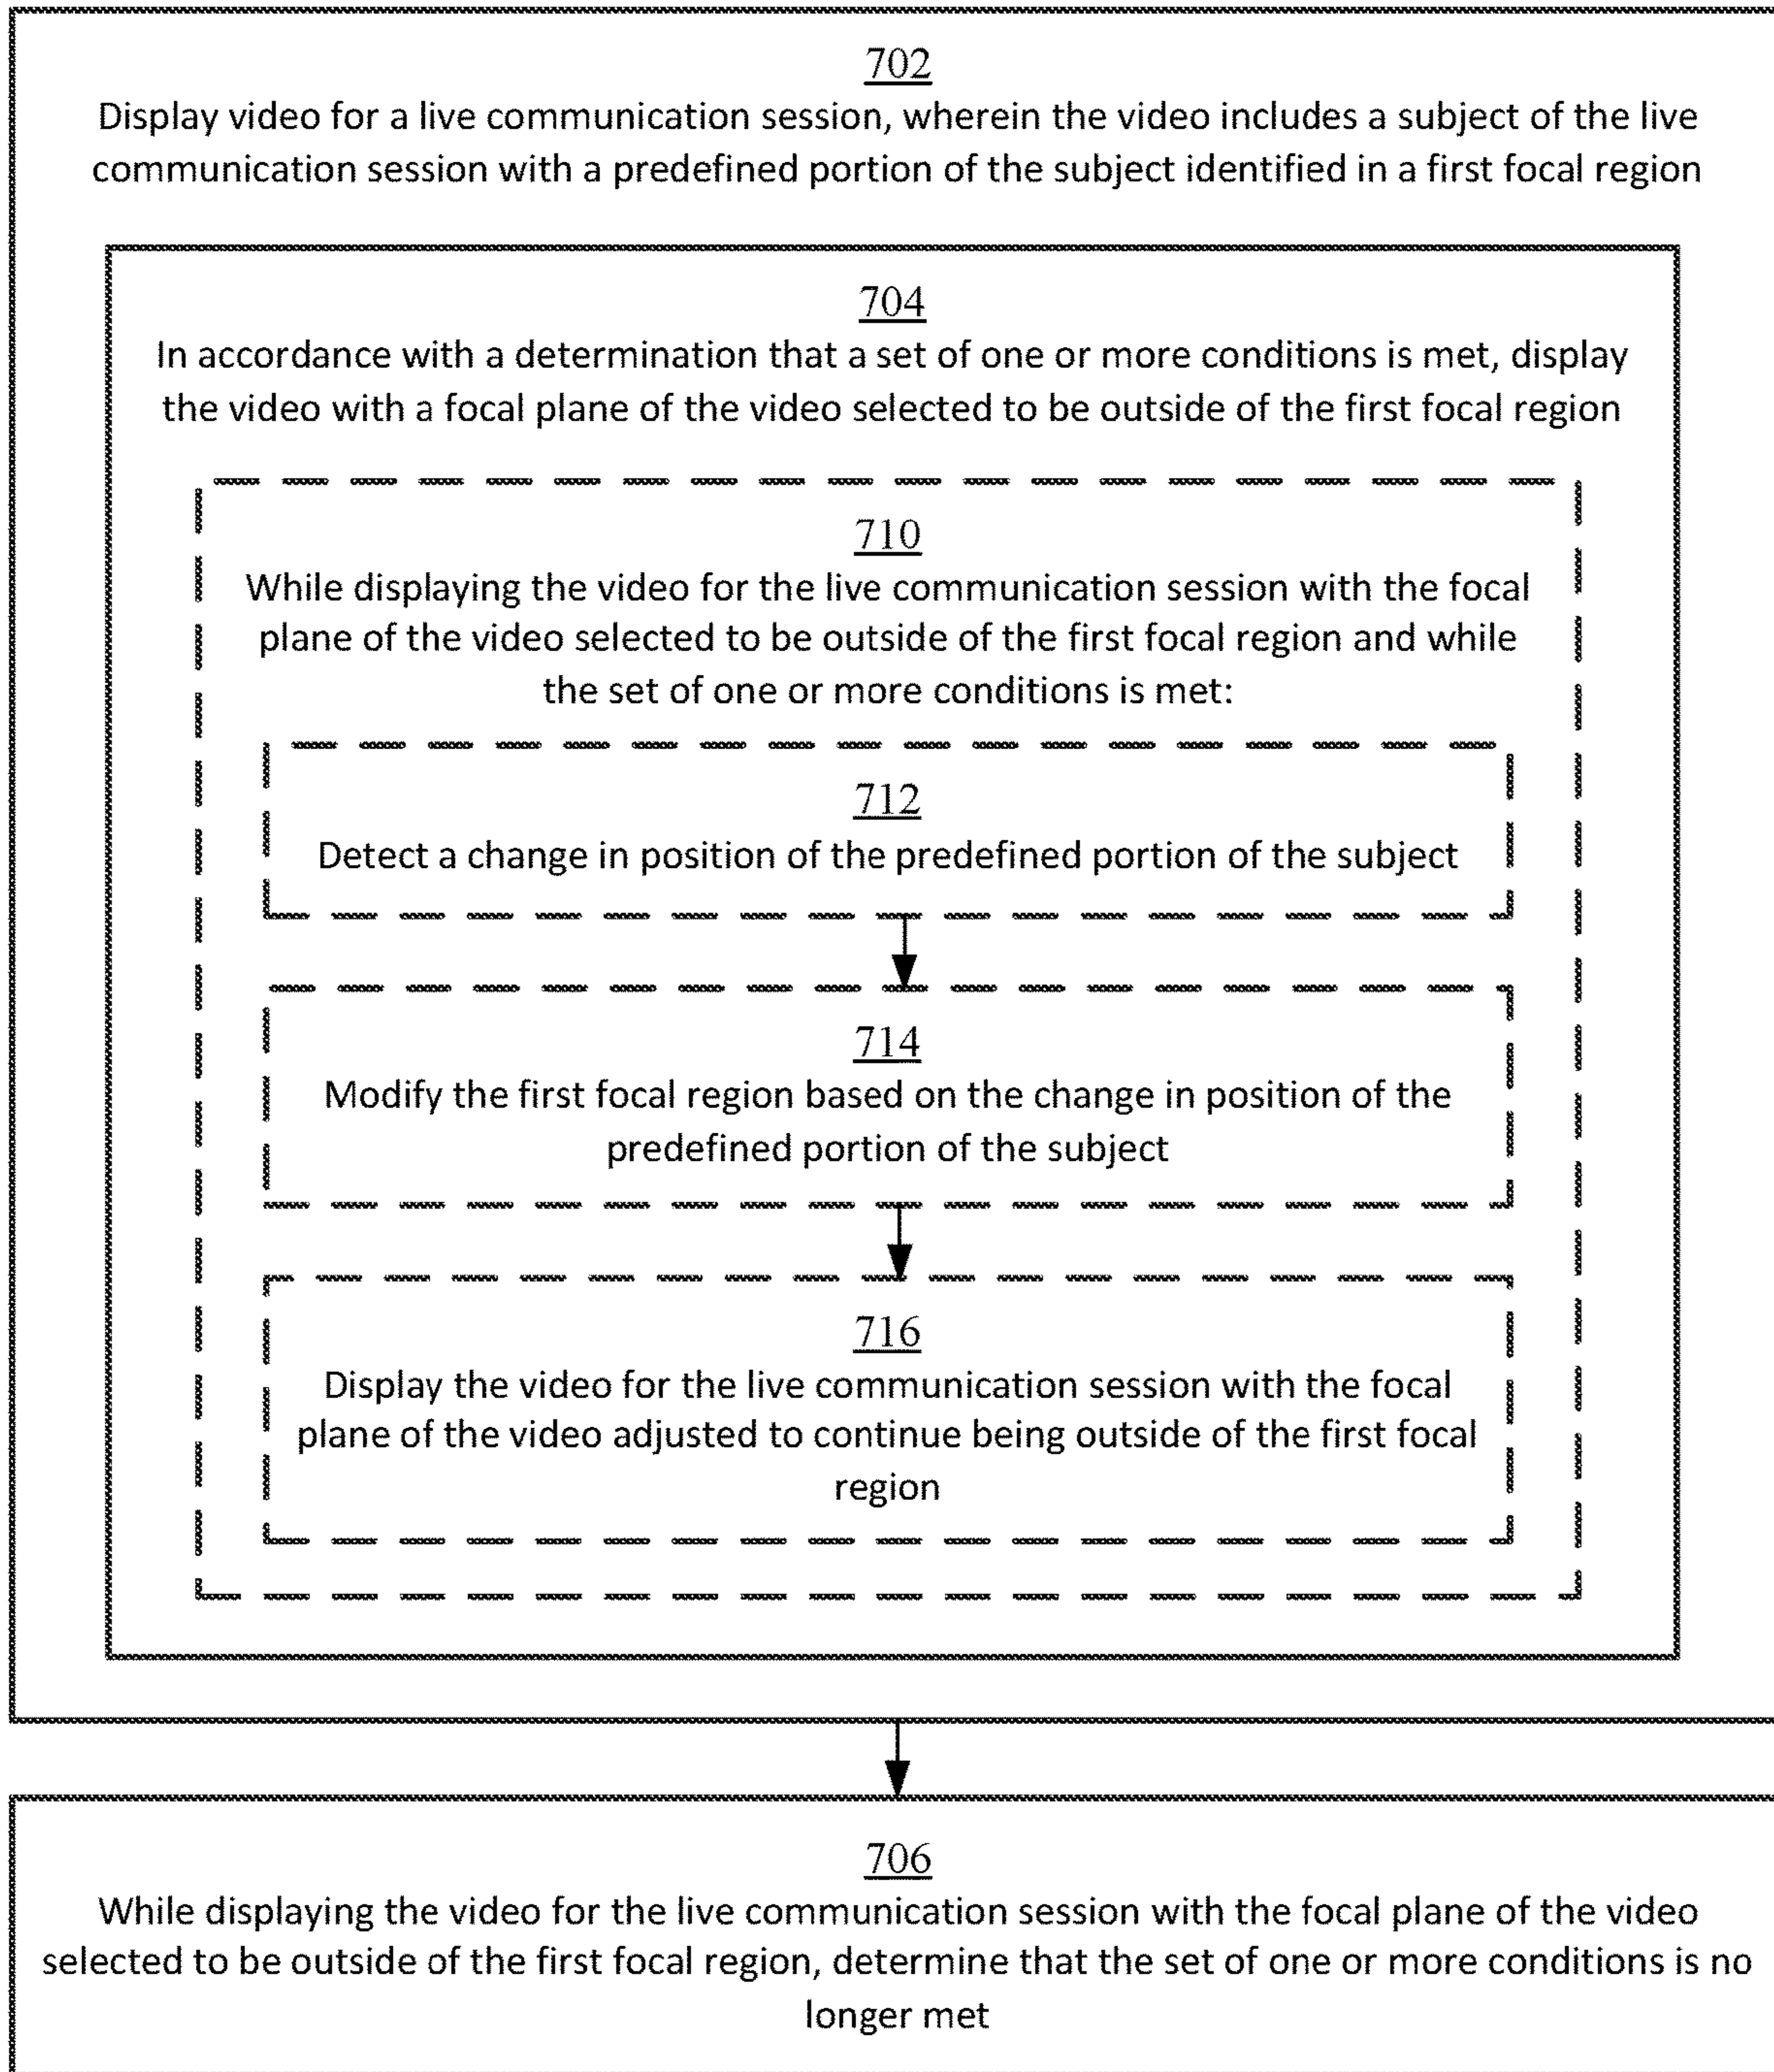 702
Display video for a live communication session, wherein the video includes a subject of the live
communication session with a predefined portion of the subject identified in a first focal region
704
In accordance with a determination that a set of one or more conditions is met, display
the video with a focal plane of the video selected to be outside of the first focal region
710
While displaying the video for the live communication session with the focal
plane of the video selected to be outside of the first focal region and while
the set of one or more conditions is met:
712
Detect a change in position of the predefined portion of the subject
714
Modify the first focal region based on the change in position of the
predefined portion of the subject
716
Display the video for the live communication session with the focal
plane of the video adjusted to continue being outside of the first focal
region
706
While displaying the video for the live communication session with the focal plane of the video
selected to be outside of the first focal region, determine that the set of one or more conditions is no
longer met